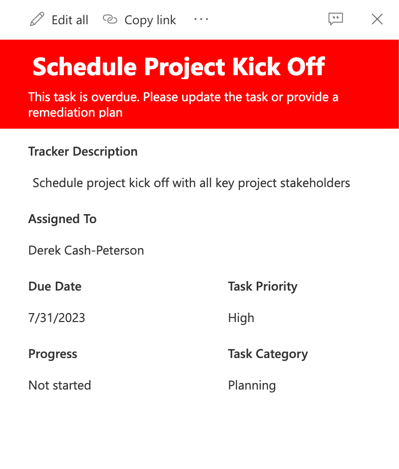 Edit all Copy link ...
Schedule Project Kick Off
This task is overdue. Please update the task or provide a
remediation plan
Tracker Description
Schedule project kick off with all key project stakeholders
Assigned To
Derek Cash-Peterson
Due Date Task Priority
7/31/2023 High
Progress Task Category
Not started Planning